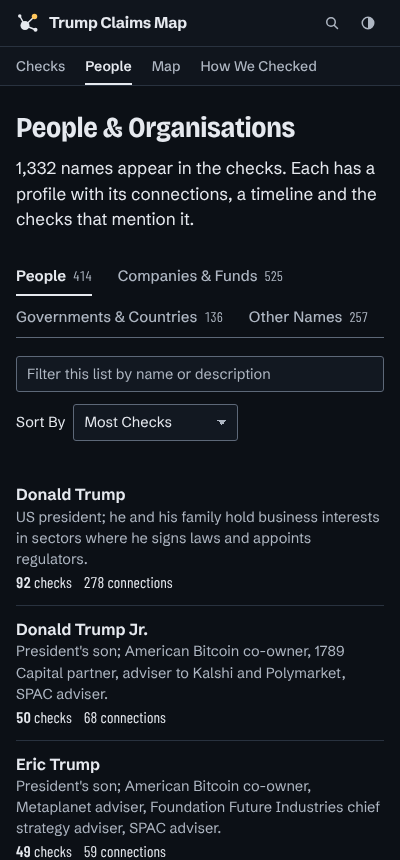 Trump Claims Map
Checks People Map How We Checked
People & Organisations
1,332 names appear in the checks. Each has a
profile with its connections, a timeline and the
checks that mention it.
People 414 Companies & Funds 525
Governments & Countries 136 Other Names 257
Filter this list by name or description
Sort By Most Checks
Donald Trump
US president; he and his family hold business interests
in sectors where he signs laws and appoints
regulators.
92 checks 278 connections
Donald Trump Jr.
President's son; American Bitcoin co-owner, 1789
Capital partner, adviser to Kalshi and Polymarket,
SPAC adviser.
50 checks 68 connections
Eric Trump
President's son; American Bitcoin co-owner,
Metaplanet adviser, Foundation Future Industries chief
strategy adviser, SPAC adviser.
49 checks 59 connections